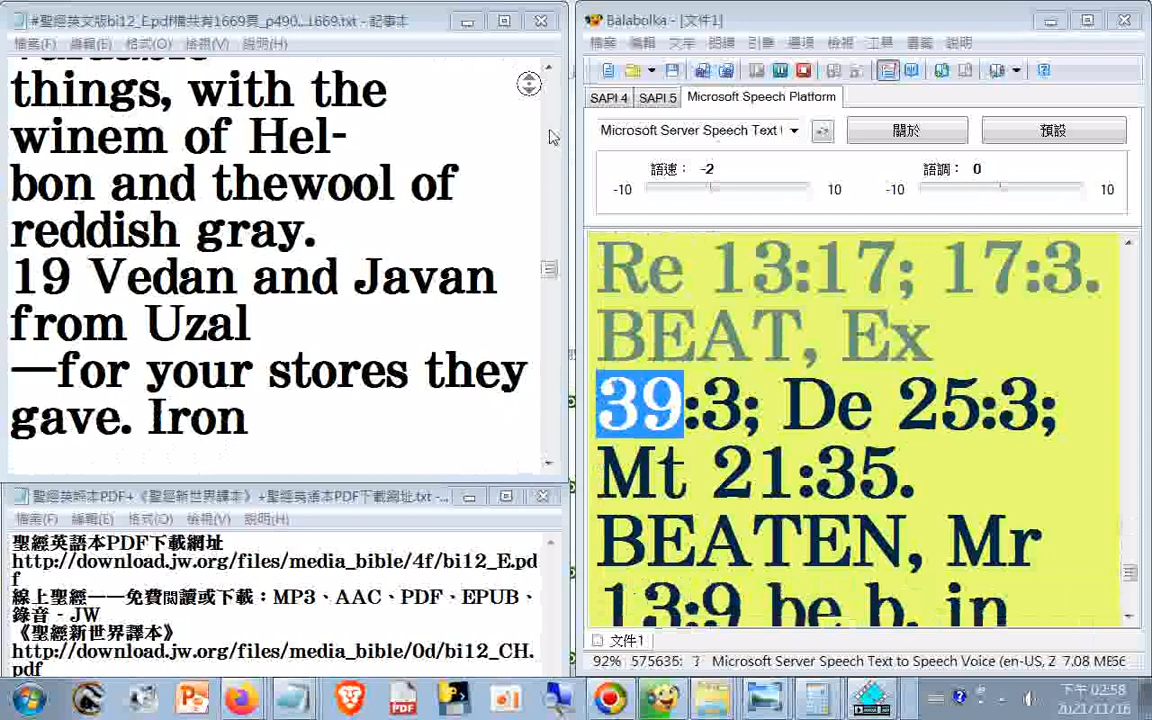 #聖經英文版bi12_E.pdf檔共有1669頁_p490,..1669.txt - 記事本
檔案(F) 編輯(E) 格式(O) 檢視(V) 說明(H)
things, with the
winem of Hel-
bon and thewool of
reddish gray.
19 Vedan and Javan
from Uzal
—for your stores they
gave. Iron
聖經英語本PDF+《聖經新世界譯本》+聖經英語本PDF下載網址.txt -...
檔案(F) 編輯(E) 格式(O) 檢視(V) 說明(H)
聖經英語本PDF下載網址
http://download.jw.org/files/media_bible/4f/bi12_E.pd
f
線上聖經——免費閱讀或下載：MP3、AAC、PDF、EPUB、
錄音 - JW
《聖經新世界譯本》
http://download.jw.org/files/media_bible/0d/bi12_CH.
pdf
Balabolka - [文件1]
檔案 編輯 文字 朗讀 引擎 選項 檢視 工具 書籤 說明
SAPI 4 SAPI 5 Microsoft Speech Platform
Microsoft Server Speech Text 關於 預設
語速： -2 語調： 0
-10 10 -10 10
Re 13:17; 17:3.
BEAT, Ex
39:3; De 25:3;
Mt 21:35.
BEATEN, Mr
13:9 be b. in
文件1
92% 575635: Microsoft Server Speech Text to Speech Voice (en-US, Z 7.08 MB
下午 02:58
2021/11/16